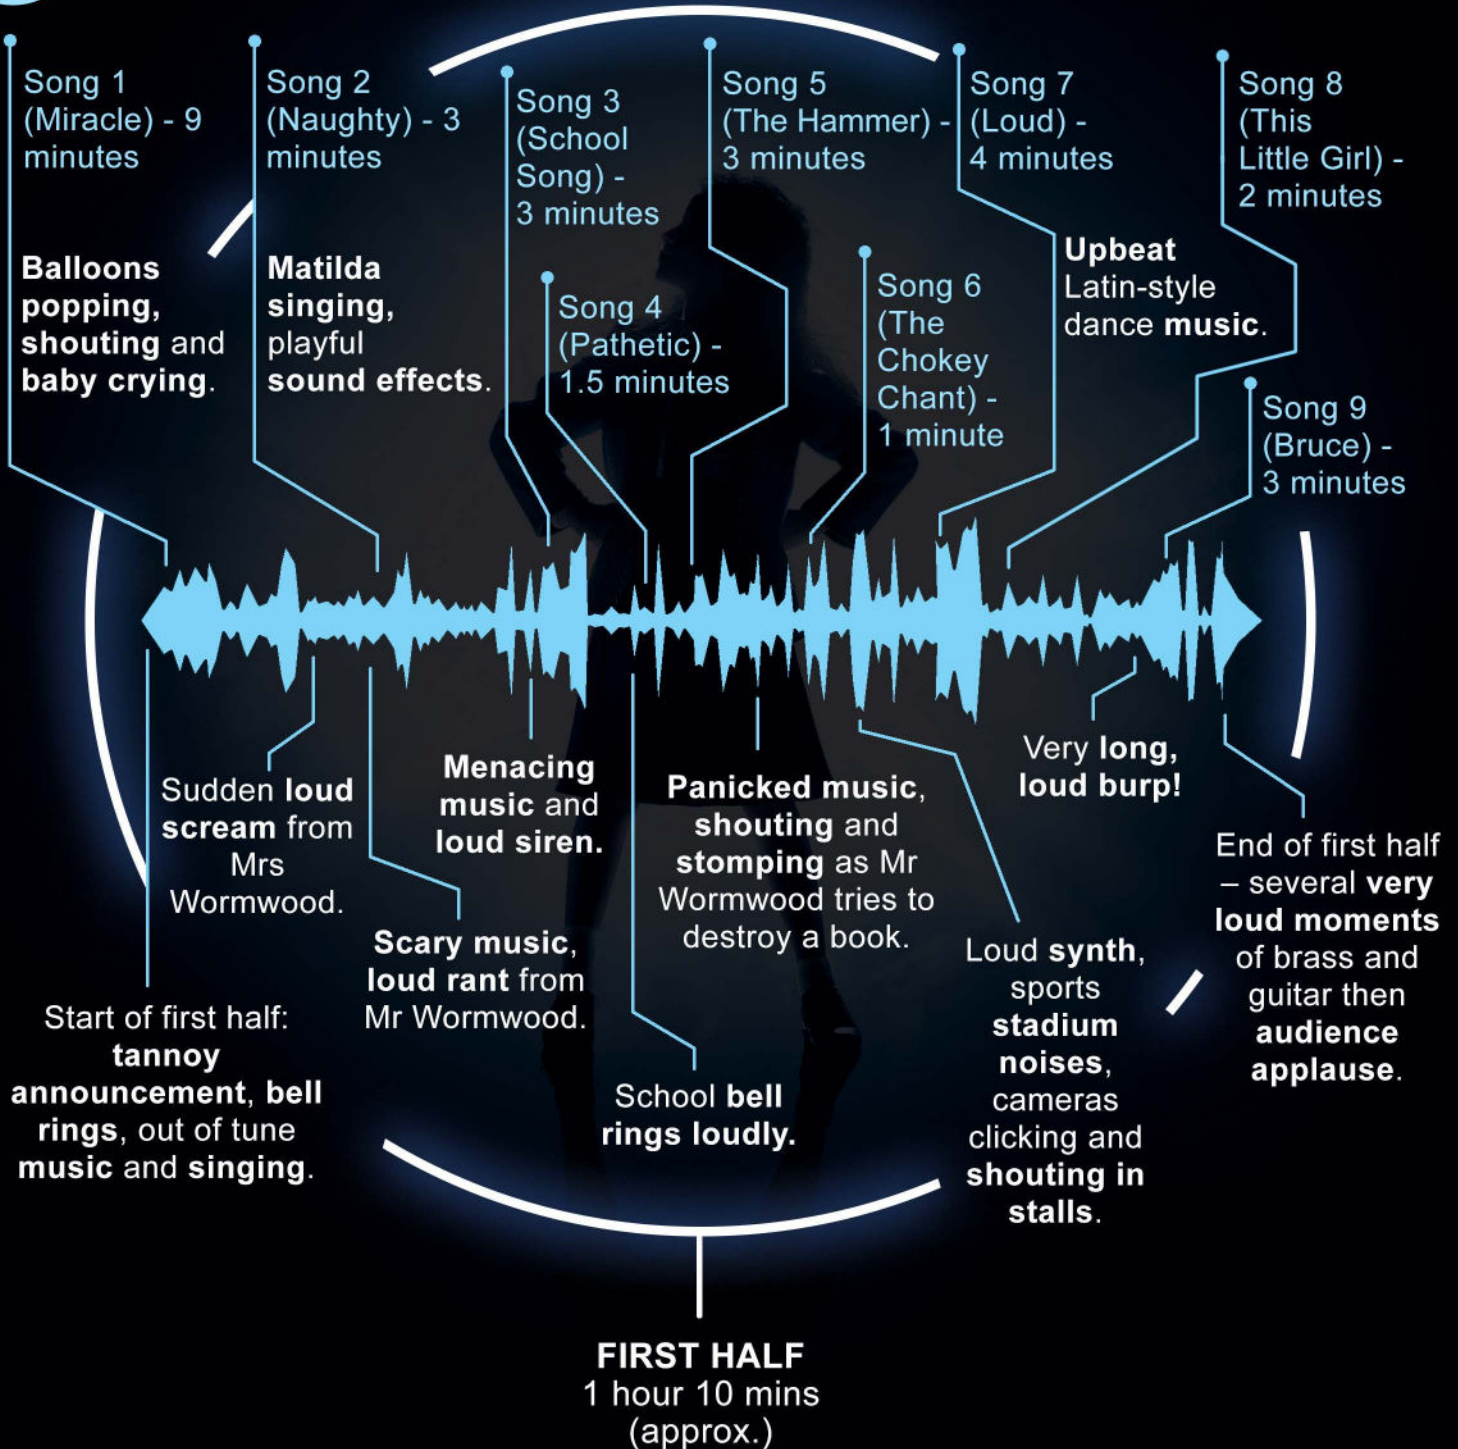 Song 1
(Miracle) - 9
minutes
Balloons
popping,
shouting and
baby crying.
Song 2
(Naughty) - 3
minutes
Matilda
singing,
playful
sound effects.
Song 3
(School
Song) -
3 minutes
Song 4
(Pathetic) -
1.5 minutes
Song 5
(The Hammer) -
3 minutes
Song 6
(The
Chokey
Chant) -
1 minute
Song 7
(Loud) -
4 minutes
Upbeat
Latin-style
dance music.
Song 8
(This
Little Girl) -
2 minutes
Song 9
(Bruce) -
3 minutes
Start of first half:
tannoy
announcement, bell
rings, out of tune
music and singing.
Sudden loud
scream from
Mrs
Wormwood.
Scary music,
loud rant from
Mr Wormwood.
Menacing
music and
loud siren.
School bell
rings loudly.
Panicked music,
shouting and
stomping as Mr
Wormwood tries to
destroy a book.
Loud synth,
sports
stadium
noises,
cameras
clicking and
shouting in
stalls.
Very long,
loud burp!
End of first half
– several very
loud moments
of brass and
guitar then
audience
applause.
FIRST HALF
1 hour 10 mins
(approx.)